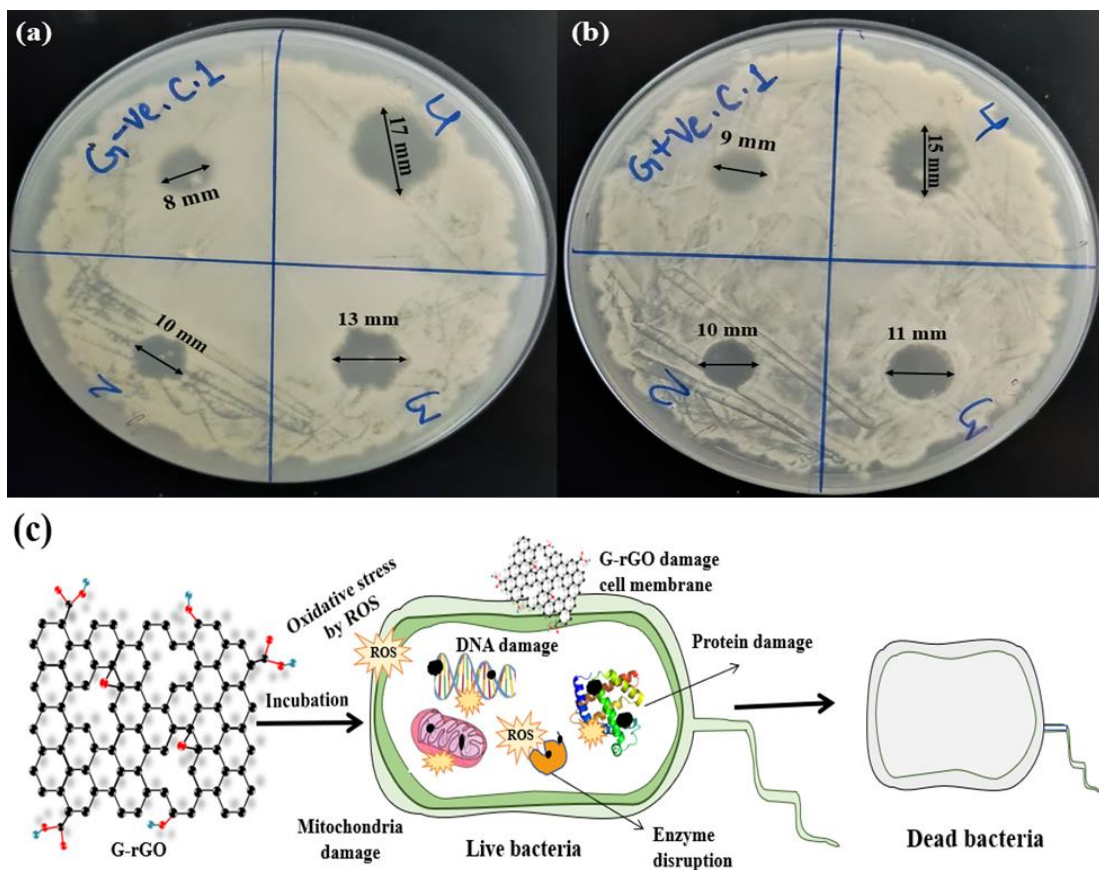 (a)
G-ve.C.1
4
8 mm
17 mm
10 mm
13 mm
2
3
(b)
G+ve.C.1
4
9 mm
15 mm
10 mm
11 mm
2
3
(c)
G-rGO
Oxidative stress
by ROS
Incubation
G-rGO damage
cell membrane
ROS
DNA damage
Protein damage
ROS
Mitochondria
damage
Live bacteria
Enzyme
disruption
Dead bacteria